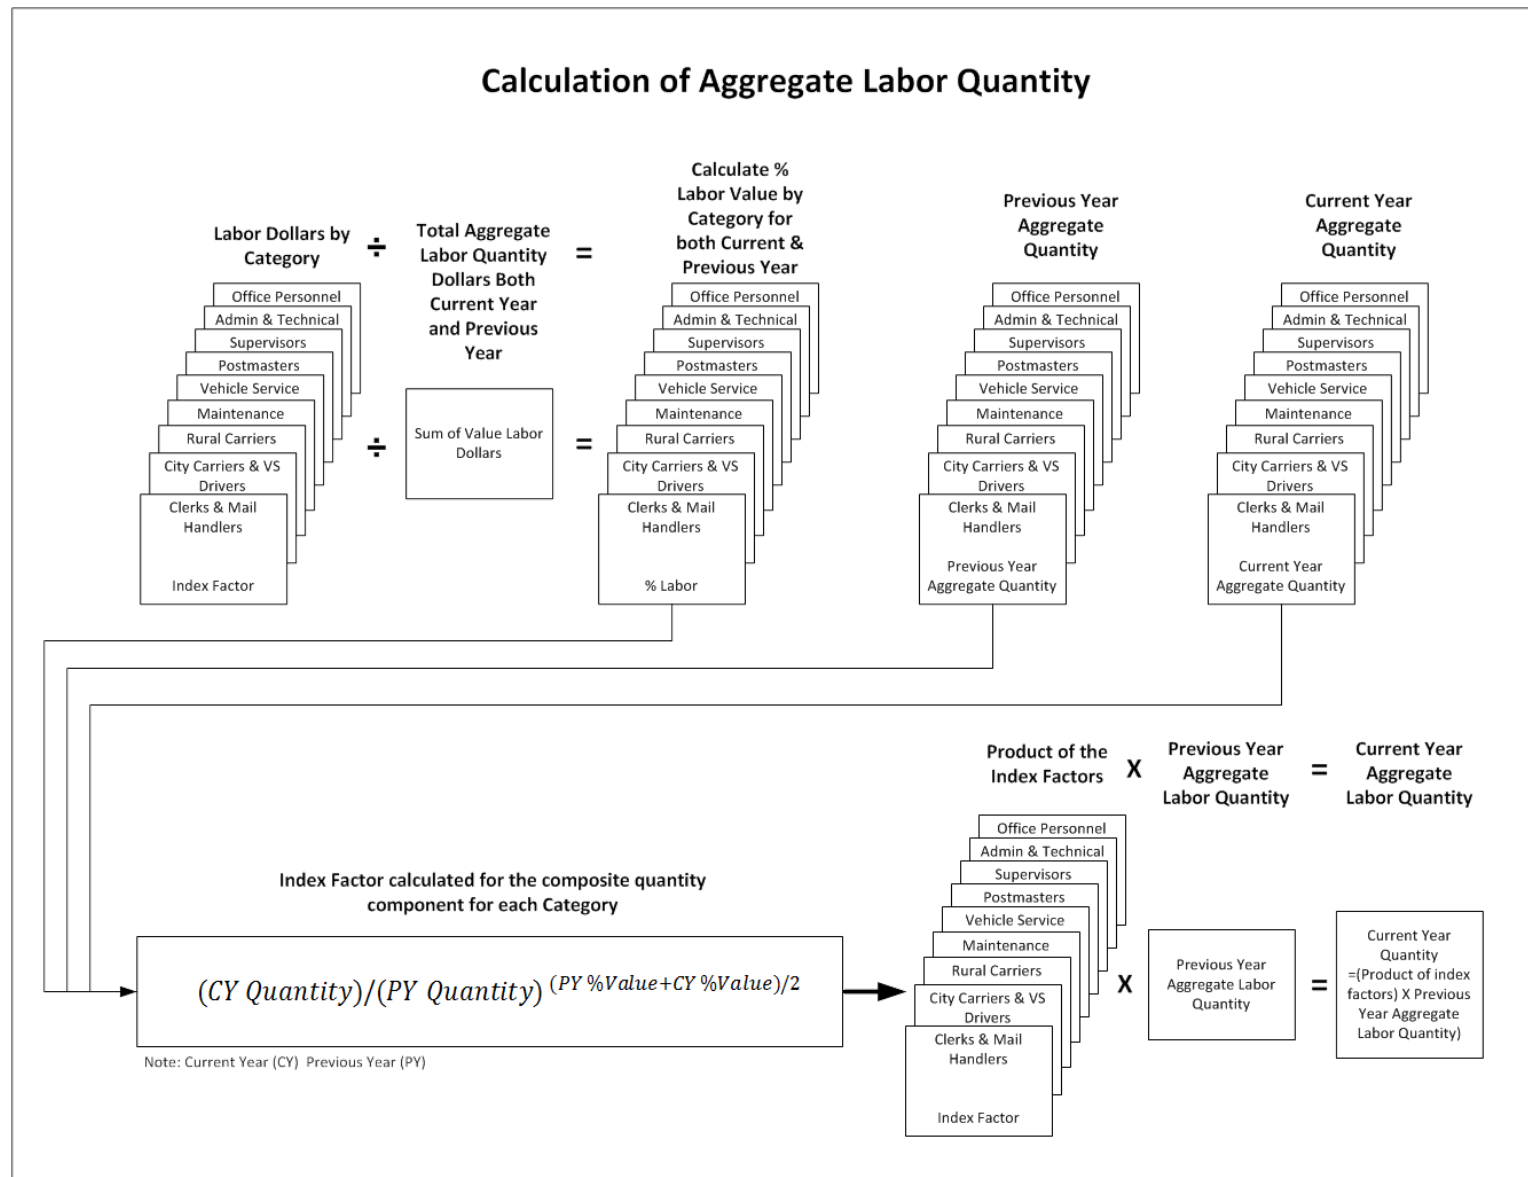 Calculation of Aggregate Labor Quantity
Labor Dollars by
Category
÷
Total Aggregate
Labor Quantity
Dollars Both
Current Year
and Previous
Year
=
Calculate %
Labor Value by
Category for
both Current &
Previous Year
Previous Year
Aggregate
Quantity
Current Year
Aggregate
Quantity
Office Personnel
Admin & Technical
Supervisors
Postmasters
Vehicle Service
Maintenance
Rural Carriers
City Carriers & VS
Drivers
Clerks & Mail
Handlers
Index Factor
÷
Sum of Value Labor
Dollars
=
Office Personnel
Admin & Technical
Supervisors
Postmasters
Vehicle Service
Maintenance
Rural Carriers
City Carriers & VS
Drivers
Clerks & Mail
Handlers
% Labor
Office Personnel
Admin & Technical
Supervisors
Postmasters
Vehicle Service
Maintenance
Rural Carriers
City Carriers & VS
Drivers
Clerks & Mail
Handlers
Previous Year
Aggregate Quantity
Office Personnel
Admin & Technical
Supervisors
Postmasters
Vehicle Service
Maintenance
Rural Carriers
City Carriers & VS
Drivers
Clerks & Mail
Handlers
Current Year
Aggregate Quantity
Product of the
Index Factors
X
Previous Year
Aggregate
Labor Quantity
=
Current Year
Aggregate
Labor Quantity
Index Factor calculated for the composite quantity
component for each Category
(CY Quantity)/(PY Quantity) (PY %Value+CY %Value)/2
Note: Current Year (CY) Previous Year (PY)
Office Personnel
Admin & Technical
Supervisors
Postmasters
Vehicle Service
Maintenance
Rural Carriers
City Carriers & VS
Drivers
Clerks & Mail
Handlers
Index Factor
X
Previous Year
Aggregate Labor
Quantity
=
Current Year
Quantity
=(Product of index
factors) X Previous
Year Aggregate
Labor Quantity)